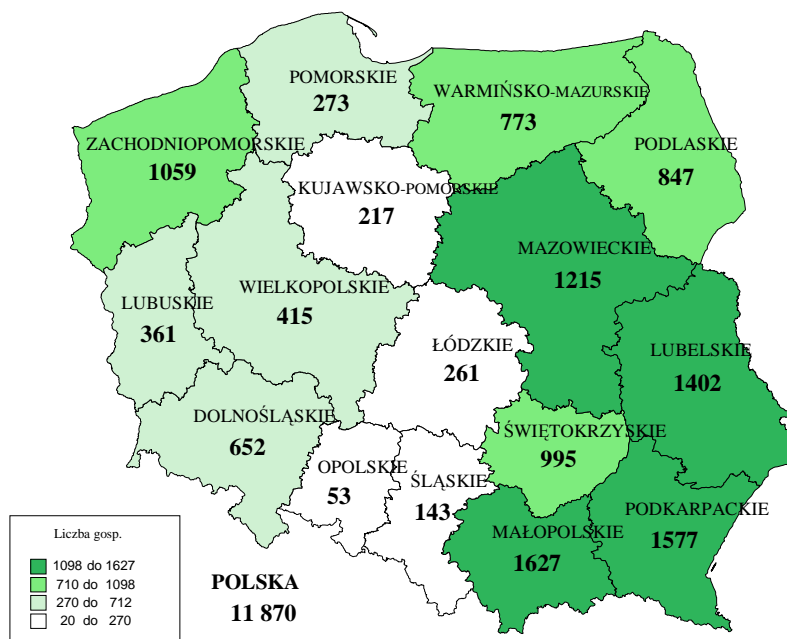 POMORSKIE
273
WARMIŃSKO-MAZURSKIE
773
ZACHODNIOPOMORSKIE
1059
PODLASKIE
847
KUJAWSKO-POMORSKIE
217
MAZOWIECKIE
1215
WIELKOPOLSKIE
415
LUBUSKIE
361
ŁÓDZKIE
261
LUBELSKIE
1402
DOLNOŚLĄSKIE
652
ŚWIĘTOKRZYSKIE
995
OPOLSKIE
53
ŚLĄSKIE
143
MAŁOPOLSKIE
1627
PODKARPACKIE
1577
POLSKA
11 870
Liczba gosp.
1098 do 1627
710 do 1098
270 do 712
20 do 270